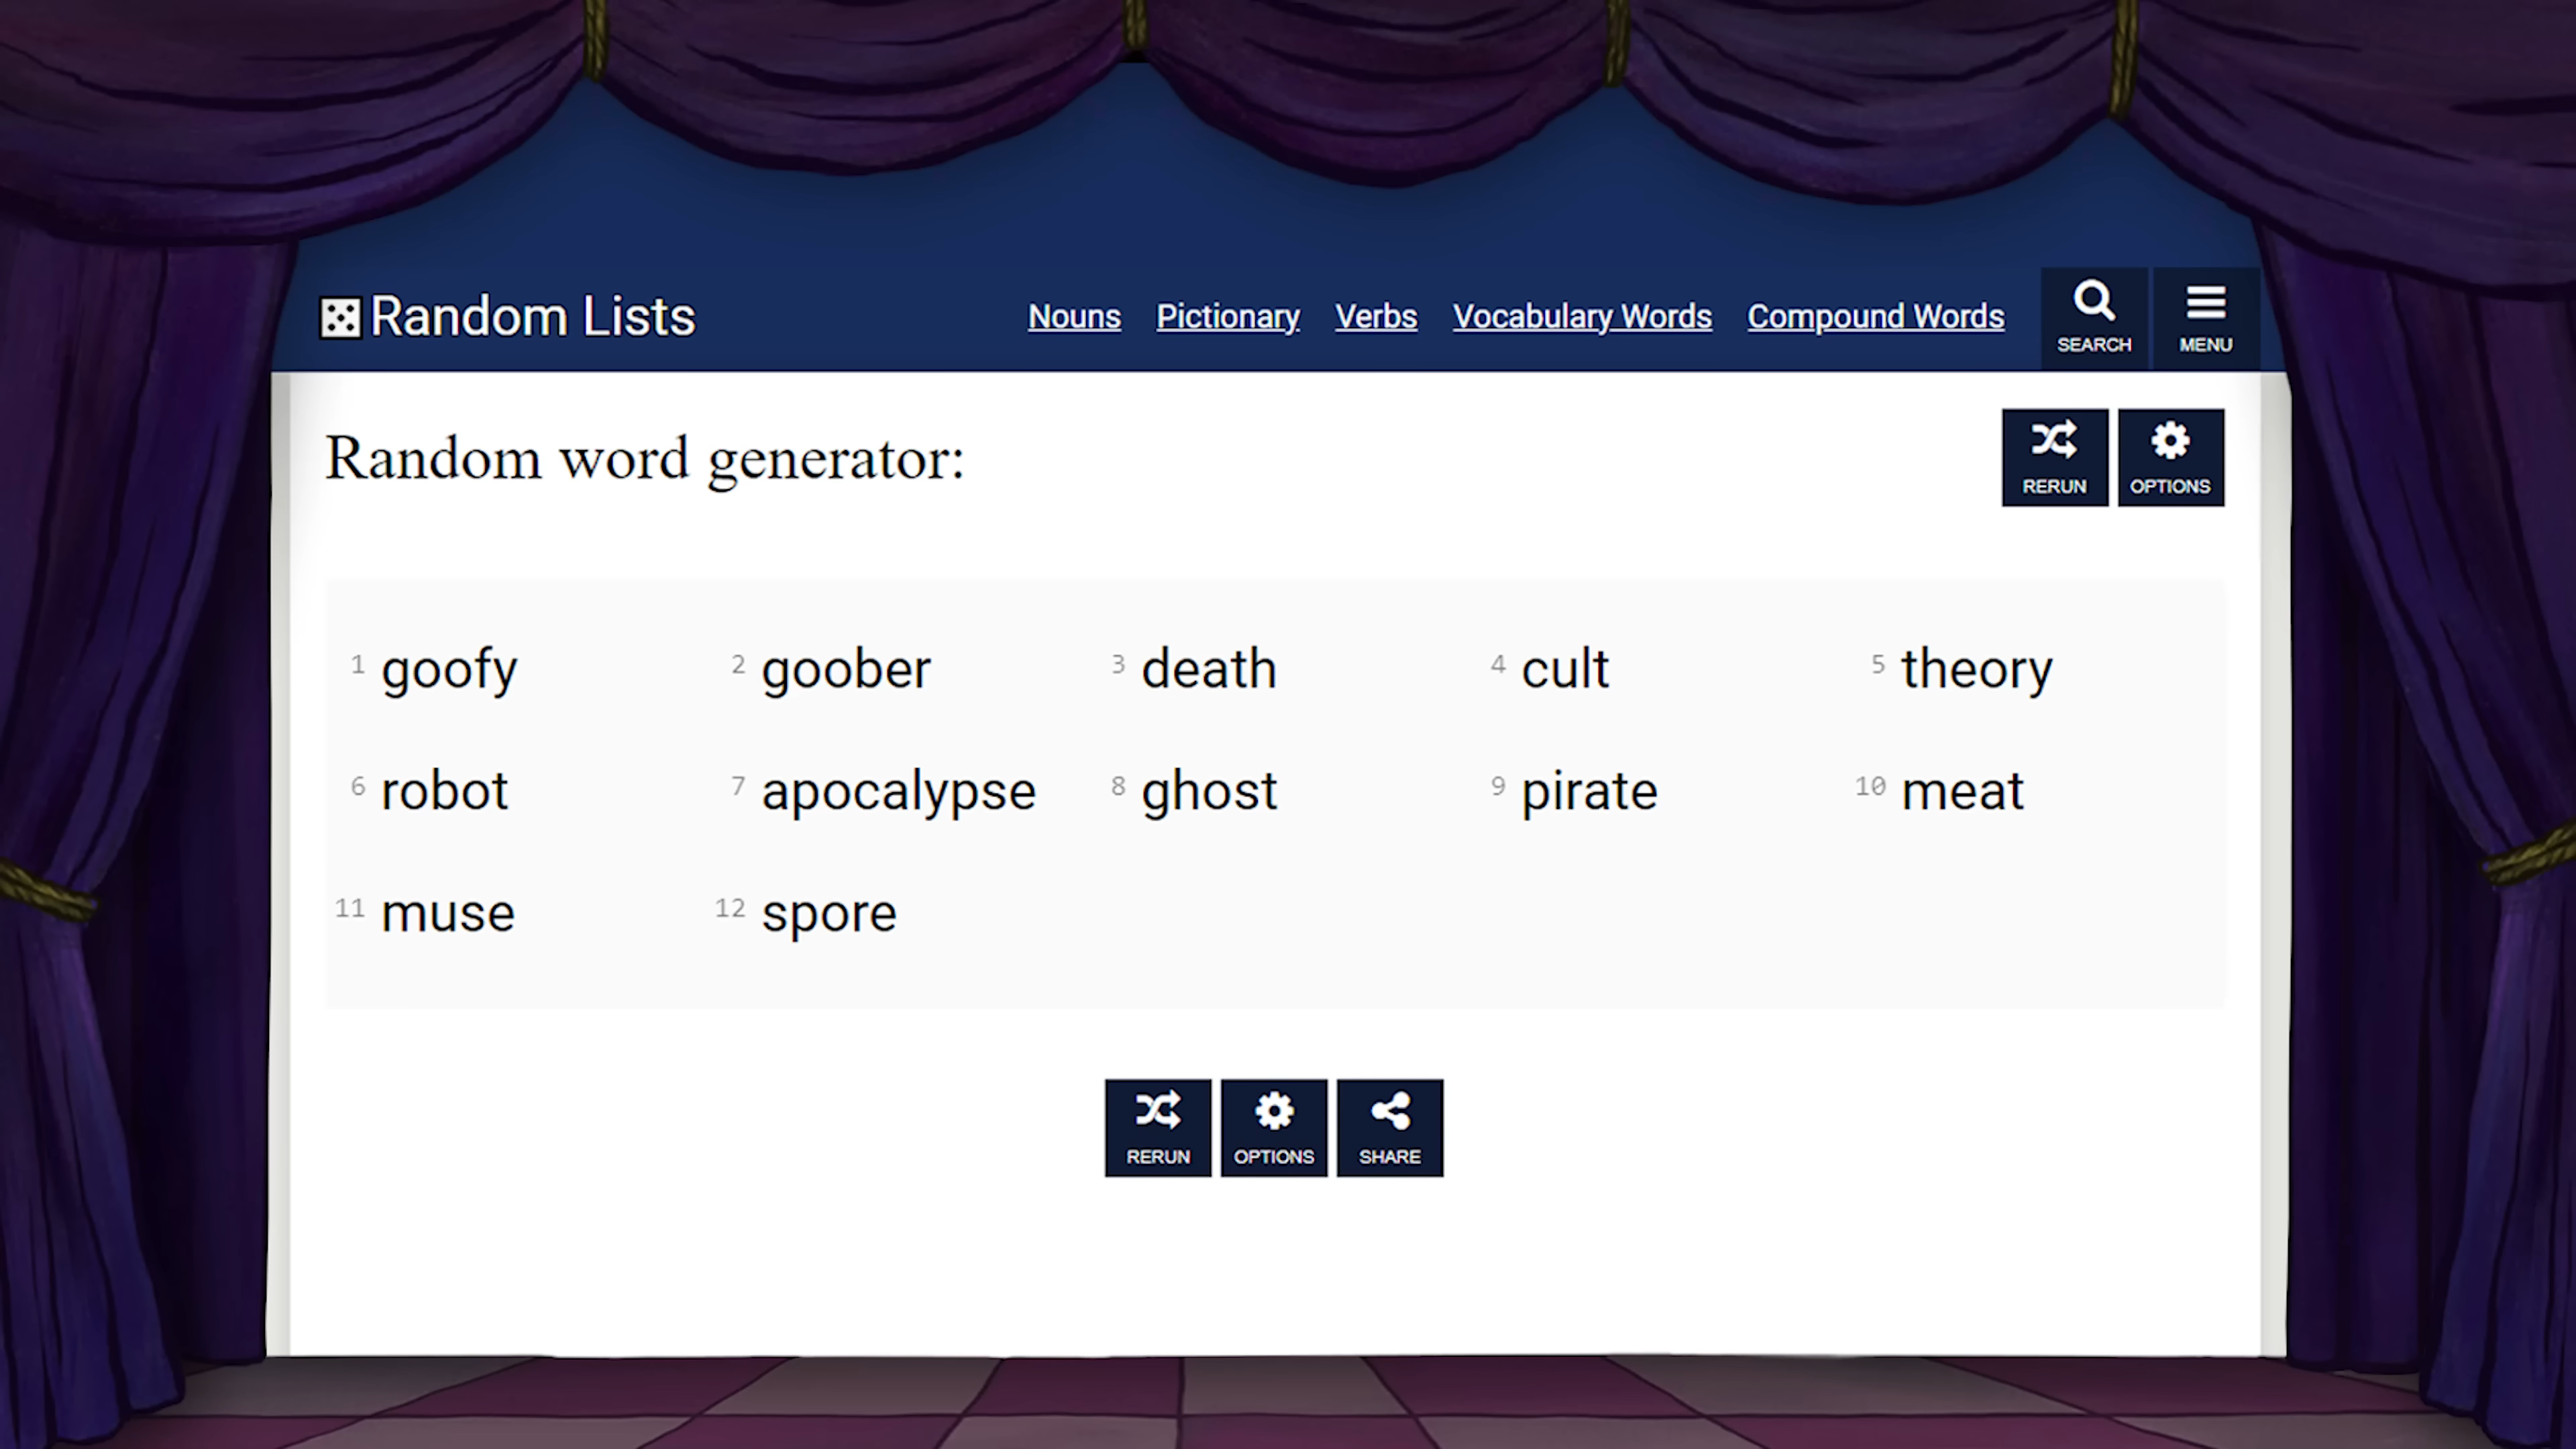 Random Lists Nouns Pictionary Verbs Vocabulary Words Compound Words SEARCH MENU
Random word generator: RERUN OPTIONS
1 goofy 2 goober 3 death 4 cult 5 theory
6 robot 7 apocalypse 8 ghost 9 pirate 10 meat
11 muse 12 spore
RERUN OPTIONS SHARE